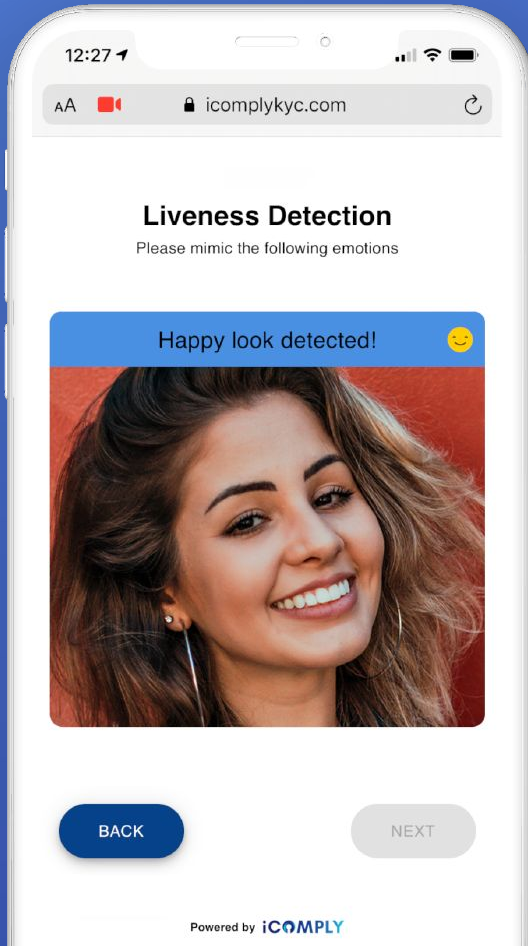 12:27
AA icomplykyc.com
Liveness Detection
Please mimic the following emotions
Happy look detected!
BACK
NEXT
Powered by iCOMPLY